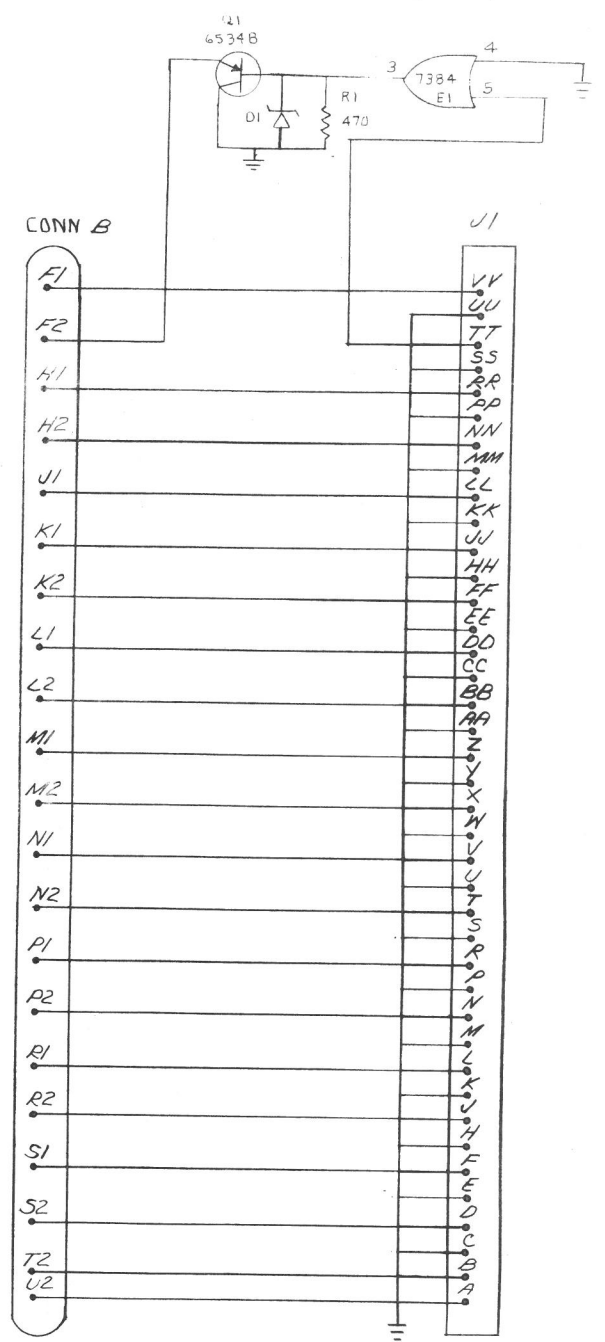 Q1
6534B
3
7384
E1
4
5
D1
R1
470
CONN B
J1
F1
F2
H1
H2
J1
K1
K2
L1
L2
M1
M2
N1
N2
P1
P2
R1
R2
S1
S2
T2
U2
VV
UU
TT
SS
RR
PP
NN
MM
LL
KK
JJ
HH
FF
EE
DD
CC
BB
AA
Z
Y
X
W
V
U
T
S
R
P
N
M
L
K
J
H
F
E
D
C
B
A